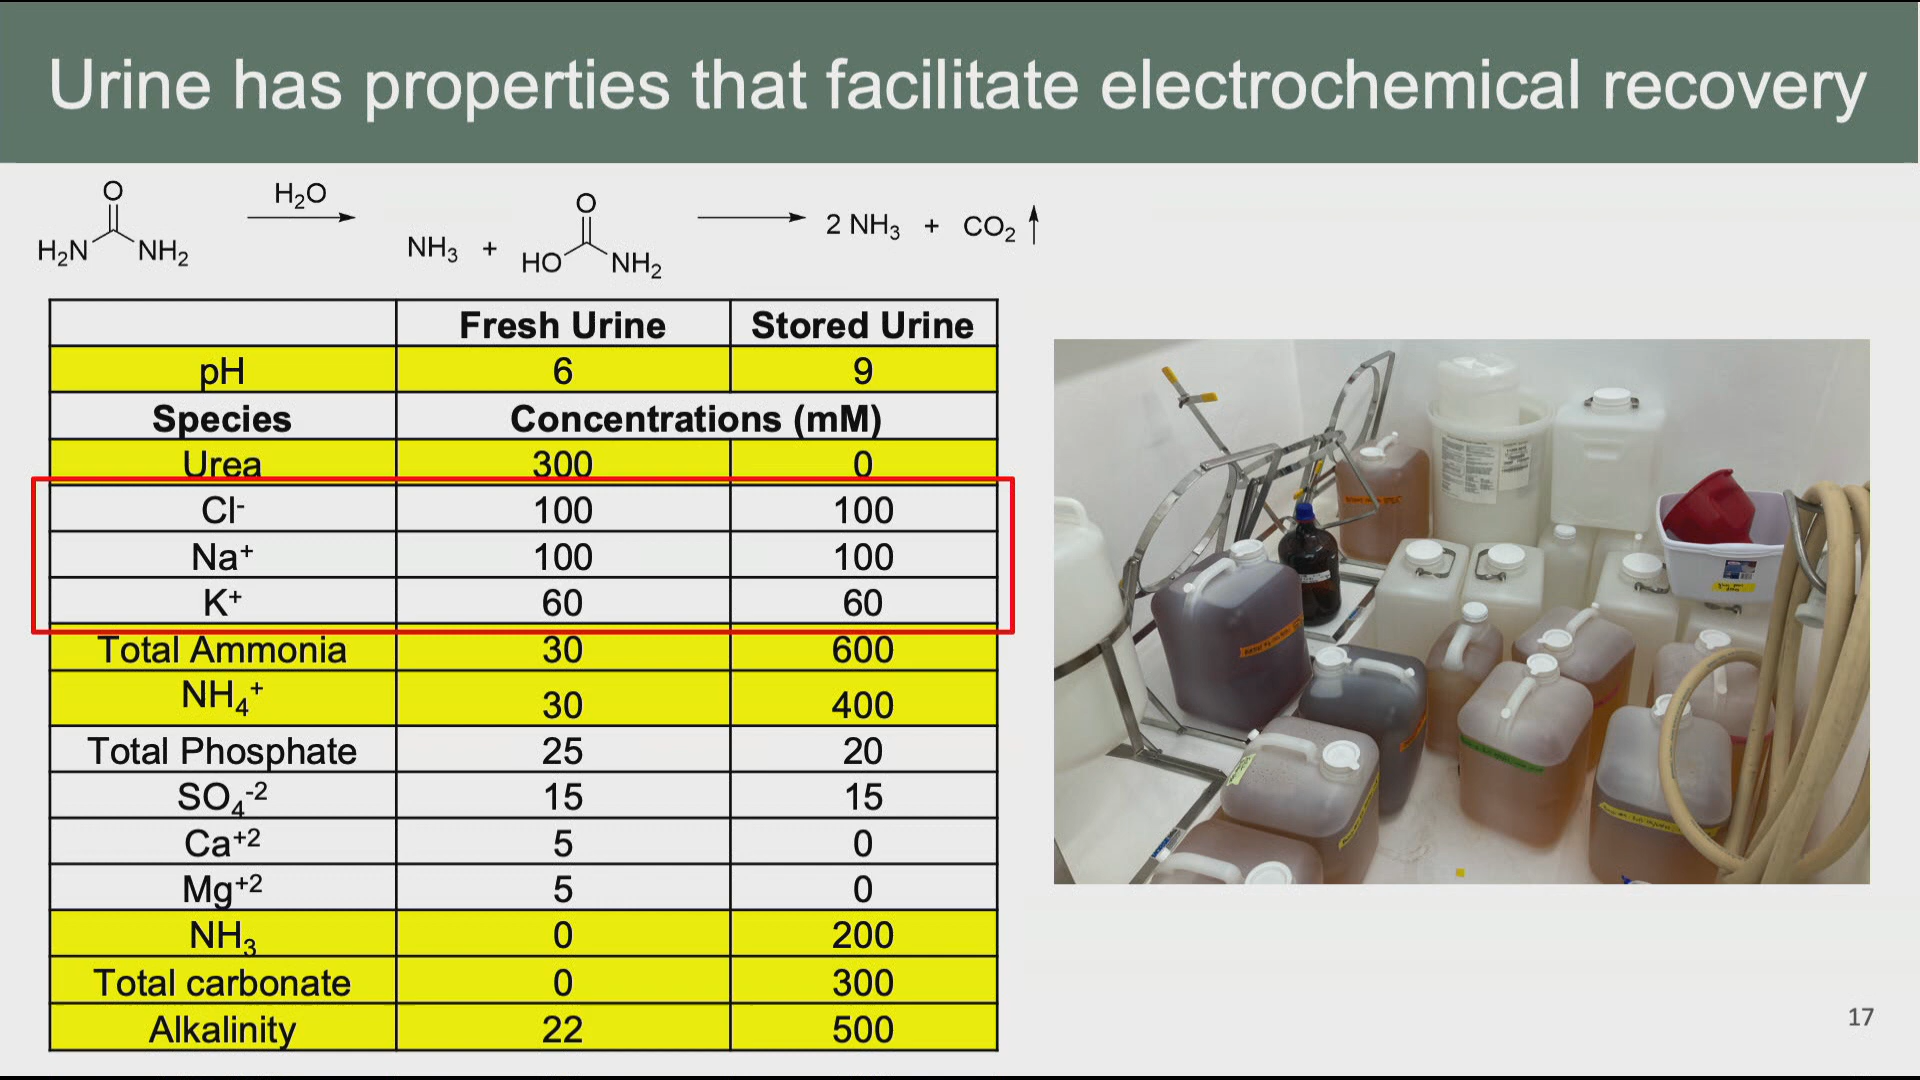 Urine has properties that facilitate electrochemical recovery
O
H₂N NH₂
H₂O
NH₃ +
O
HO NH₂
2 NH₃ + CO₂
Fresh Urine Stored Urine
pH 6 9
Species Concentrations (mM)
Urea 300 0
Cl⁻ 100 100
Na⁺ 100 100
K⁺ 60 60
Total Ammonia 30 600
NH₄⁺ 30 400
Total Phosphate 25 20
SO₄⁻² 15 15
Ca⁺² 5 0
Mg⁺² 5 0
NH₃ 0 200
Total carbonate 0 300
Alkalinity 22 500
17